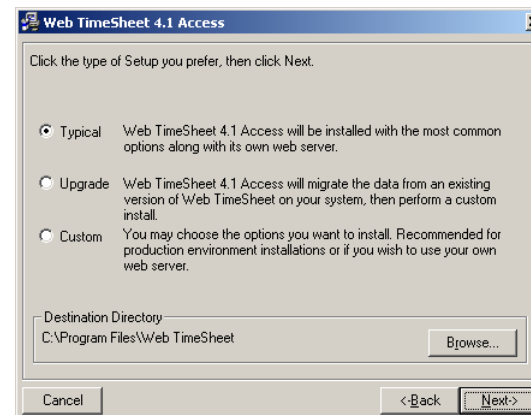 Web TimeSheet 4.1 Access
Click the type of Setup you prefer, then click Next.
Typical
Web TimeSheet 4.1 Access will be installed with the most common
options along with its own web server.
Upgrade
Web TimeSheet 4.1 Access will migrate the data from an existing
version of Web TimeSheet on your system, then perform a custom
install.
Custom
You may choose the options you want to install. Recommended for
production environment installations or if you wish to use your own
web server.
Destination Directory
C:\Program Files\Web TimeSheet
Browse...
Cancel
<-Back
Next->